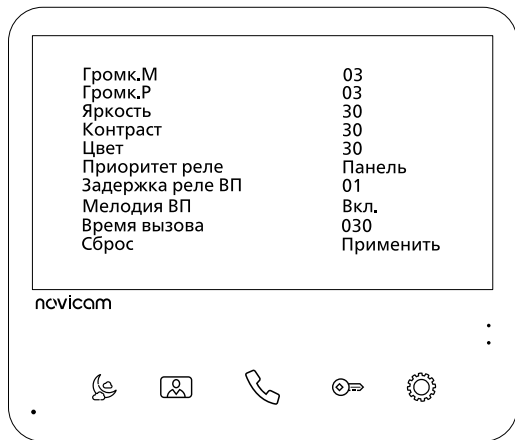 Громк.М 03
Громк.Р 03
Яркость 30
Контраст 30
Цвет 30
Приоритет реле Панель
Задержка реле ВП 01
Мелодия ВП Вкл.
Время вызова 030
Сброс Применить
novicam